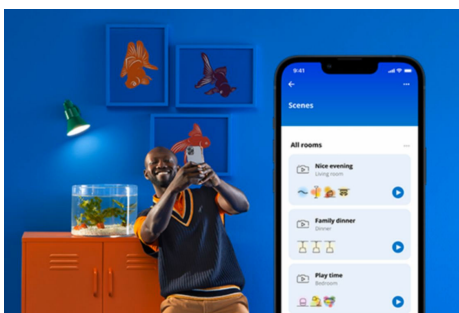 9:41
Scenes
All rooms
Nice evening
Living room
Family dinner
Dinner
Play time
Bedroom